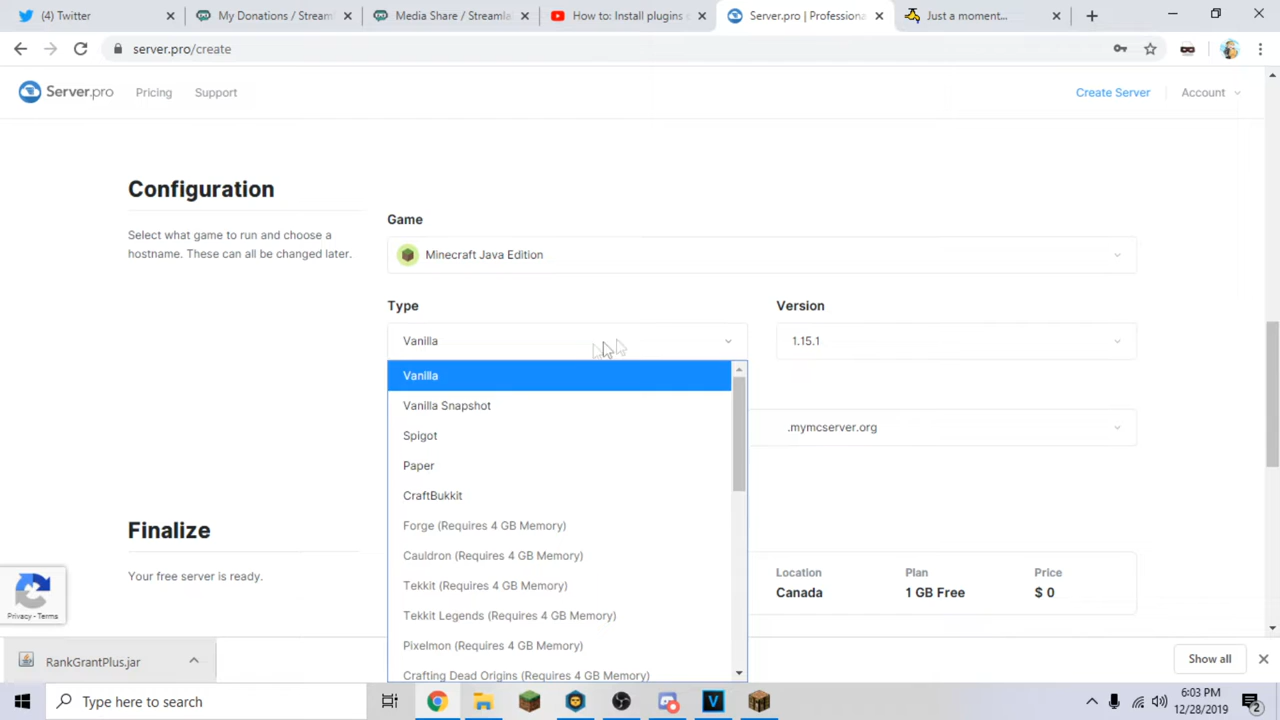 (4) Twitter
My Donations / Stream
Media Share / Streamla
How to: Install plugins o
Server.pro | Professiona
Just a moment...
server.pro/create
Server.pro
Pricing
Support
Create Server
Account
Configuration
Select what game to run and choose a
hostname. These can all be changed later.
Game
Minecraft Java Edition
Type
Version
Vanilla
1.15.1
Vanilla
Vanilla Snapshot
Spigot
.mymcserver.org
Paper
CraftBukkit
Forge (Requires 4 GB Memory)
Cauldron (Requires 4 GB Memory)
Tekkit (Requires 4 GB Memory)
Tekkit Legends (Requires 4 GB Memory)
Pixelmon (Requires 4 GB Memory)
Crafting Dead Origins (Requires 4 GB Memory)
Finalize
Your free server is ready.
Location
Plan
Price
Canada
1 GB Free
$ 0
Privacy - Terms
RankGrantPlus.jar
Show all
Type here to search
6:03 PM
12/28/2019
2